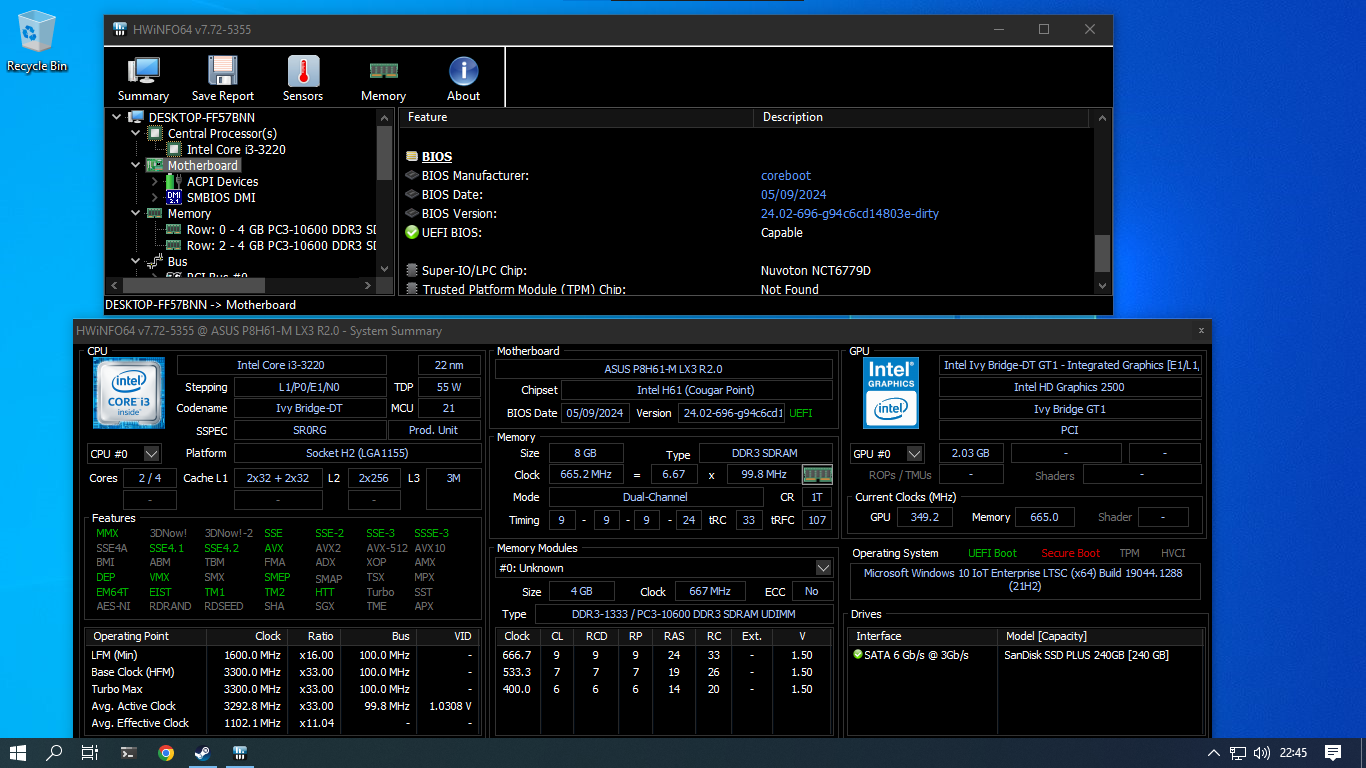 Recycle Bin
HWiNFO64 v7.72-5355
Summary Save Report Sensors Memory About
DESKTOP-FF57BNN
Central Processor(s)
Intel Core i3-3220
Motherboard
ACPI Devices
SMBIOS DMI
Memory
Row: 0 - 4 GB PC3-10600 DDR3 SD
Row: 2 - 4 GB PC3-10600 DDR3 SD
Bus
PCI Bus #0
Feature Description
BIOS
BIOS Manufacturer: coreboot
BIOS Date: 05/09/2024
BIOS Version: 24.02-696-g94c6cd14803e-dirty
UEFI BIOS: Capable
Super-IO/LPC Chip: Nuvoton NCT6779D
Trusted Platform Module (TPM) Chip: Not Found
DESKTOP-FF57BNN -> Motherboard
HWiNFO64 v7.72-5355 @ ASUS P8H61-M LX3 R2.0 - System Summary
x
CPU
intel
CORE i3
inside
Intel Core i3-3220 22 nm
Stepping L1/P0/E1/N0 TDP 55 W
Codename Ivy Bridge-DT MCU 21
SSPEC SR0RG Prod. Unit
CPU #0 Platform Socket H2 (LGA1155)
Cores 2 / 4 Cache L1 2x32 + 2x32 L2 2x256 L3 3M
- - -
Features
MMX 3DNow! 3DNow!-2 SSE SSE-2 SSE-3 SSSE-3
SSE4A SSE4.1 SSE4.2 AVX AVX2 AVX-512 AVX10
BMI ABM TBM FMA ADX XOP AMX
DEP VMX SMX SMEP SMAP TSX MPX
EM64T EIST TM1 TM2 HTT Turbo SST
AES-NI RDRAND RDSEED SHA SGX TME APX
Operating Point Clock Ratio Bus VID
LFM (Min) 1600.0 MHz x16.00 100.0 MHz -
Base Clock (HFM) 3300.0 MHz x33.00 100.0 MHz -
Turbo Max 3300.0 MHz x33.00 100.0 MHz -
Avg. Active Clock 3292.8 MHz x33.00 99.8 MHz 1.0308 V
Avg. Effective Clock 1102.1 MHz x11.04 - -
Motherboard
ASUS P8H61-M LX3 R2.0
Chipset Intel H61 (Cougar Point)
BIOS Date 05/09/2024 Version 24.02-696-g94c6cd1 UEFI
Memory
Size 8 GB Type DDR3 SDRAM
Clock 665.2 MHz = 6.67 x 99.8 MHz
Mode Dual-Channel CR 1T
Timing 9 - 9 - 9 - 24 tRC 33 tRFC 107
Memory Modules
#0: Unknown
Size 4 GB Clock 667 MHz ECC No
Type DDR3-1333 / PC3-10600 DDR3 SDRAM UDIMM
Clock CL RCD RP RAS RC Ext. V
666.7 9 9 9 24 33 - 1.50
533.3 7 7 7 19 26 - 1.50
400.0 6 6 6 14 20 - 1.50
GPU
Intel
GRAPHICS
intel
Intel Ivy Bridge-DT GT1 - Integrated Graphics [E1/L1,
Intel HD Graphics 2500
Ivy Bridge GT1
PCI
GPU #0 2.03 GB - -
ROPs / TMUs - Shaders -
Current Clocks (MHz)
GPU 349.2 Memory 665.0 Shader -
Operating System UEFI Boot Secure Boot TPM HVCI
Microsoft Windows 10 IoT Enterprise LTSC (x64) Build 19044.1288
(21H2)
Drives
Interface Model [Capacity]
SATA 6 Gb/s @ 3Gb/s SanDisk SSD PLUS 240GB [240 GB]
22:45